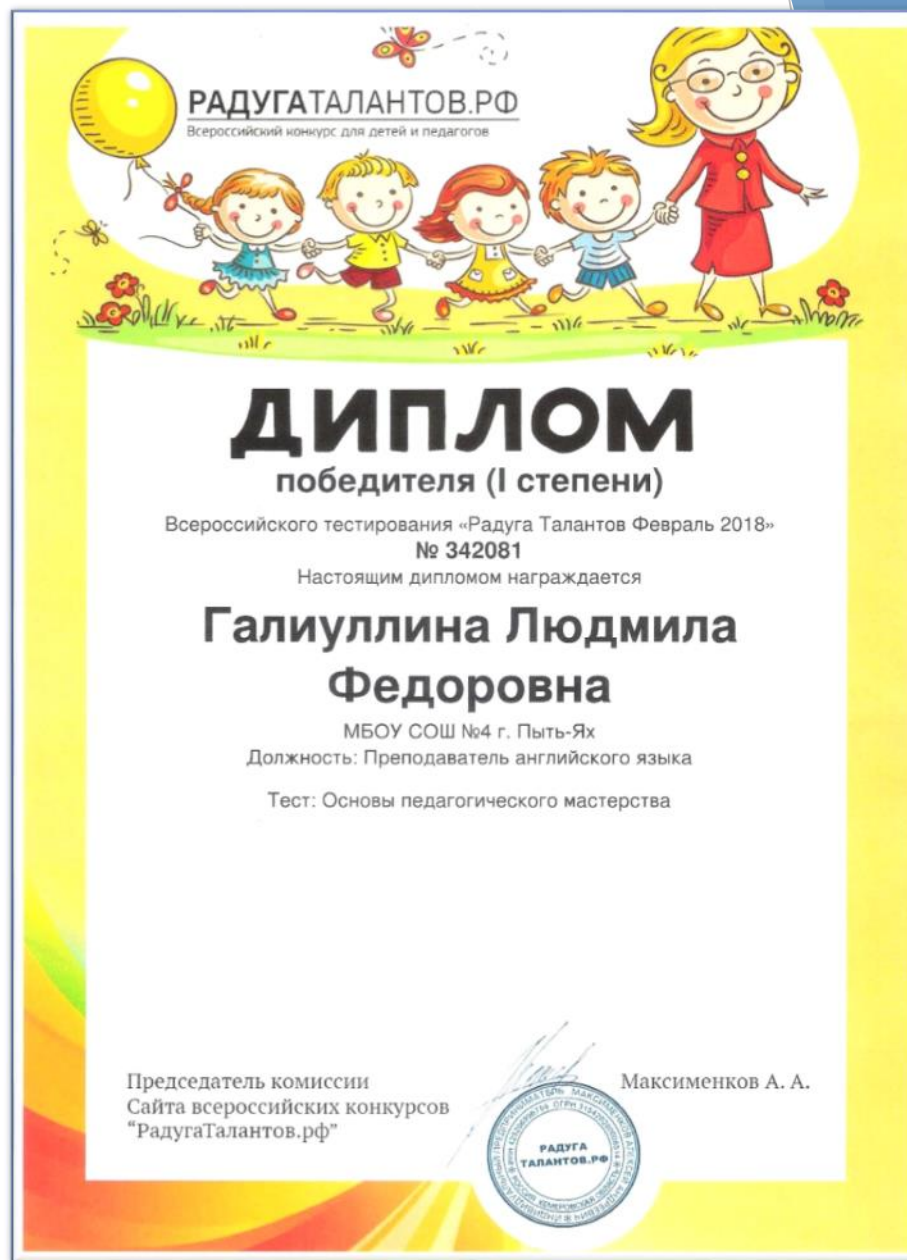 РАДУГАТАЛАНТОВ.РФ
Всероссийский конкурс для детей и педагогов
ДИПЛОМ
победителя (I степени)
Всероссийского тестирования «Радуга Талантов Февраль 2018»
№ 342081
Настоящим дипломом награждается
Галиуллина Людмила
Федоровна
МБОУ СОШ №4 г. Пыть-Ях
Должность: Преподаватель английского языка
Тест: Основы педагогического мастерства
Председатель комиссии
Сайта всероссийских конкурсов
"РадугаТалантов.рф"
Максименков А. А.
РАДУГА
ТАЛАНТОВ.РФ